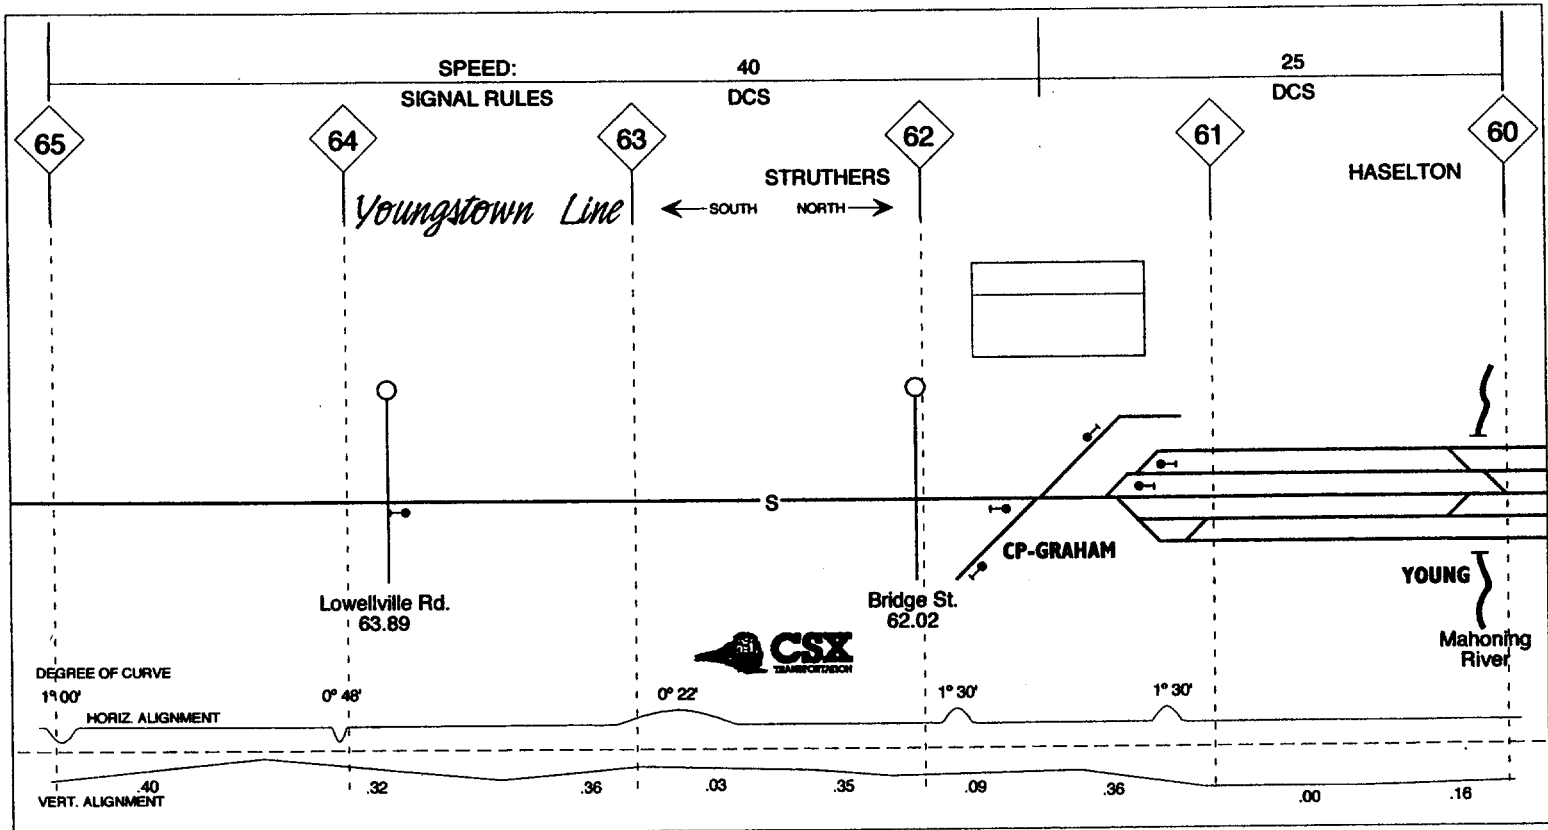 SPEED: 40 25
SIGNAL RULES DCS DCS
65 64 63 62 61 60
STRUTHERS HASELTON
Youngstown Line SOUTH NORTH
S
CP-GRAHAM
YOUNG
Lowellville Rd.
63.89
Bridge St.
62.02
Mahoning
River
CSX
TRANSPORTATION
DEGREE OF CURVE
1° 00' 0° 48' 0° 22' 1° 30' 1° 30'
HORIZ. ALIGNMENT
.40 .32 .36 .03 .35 .09 .36 .00 .16
VERT. ALIGNMENT